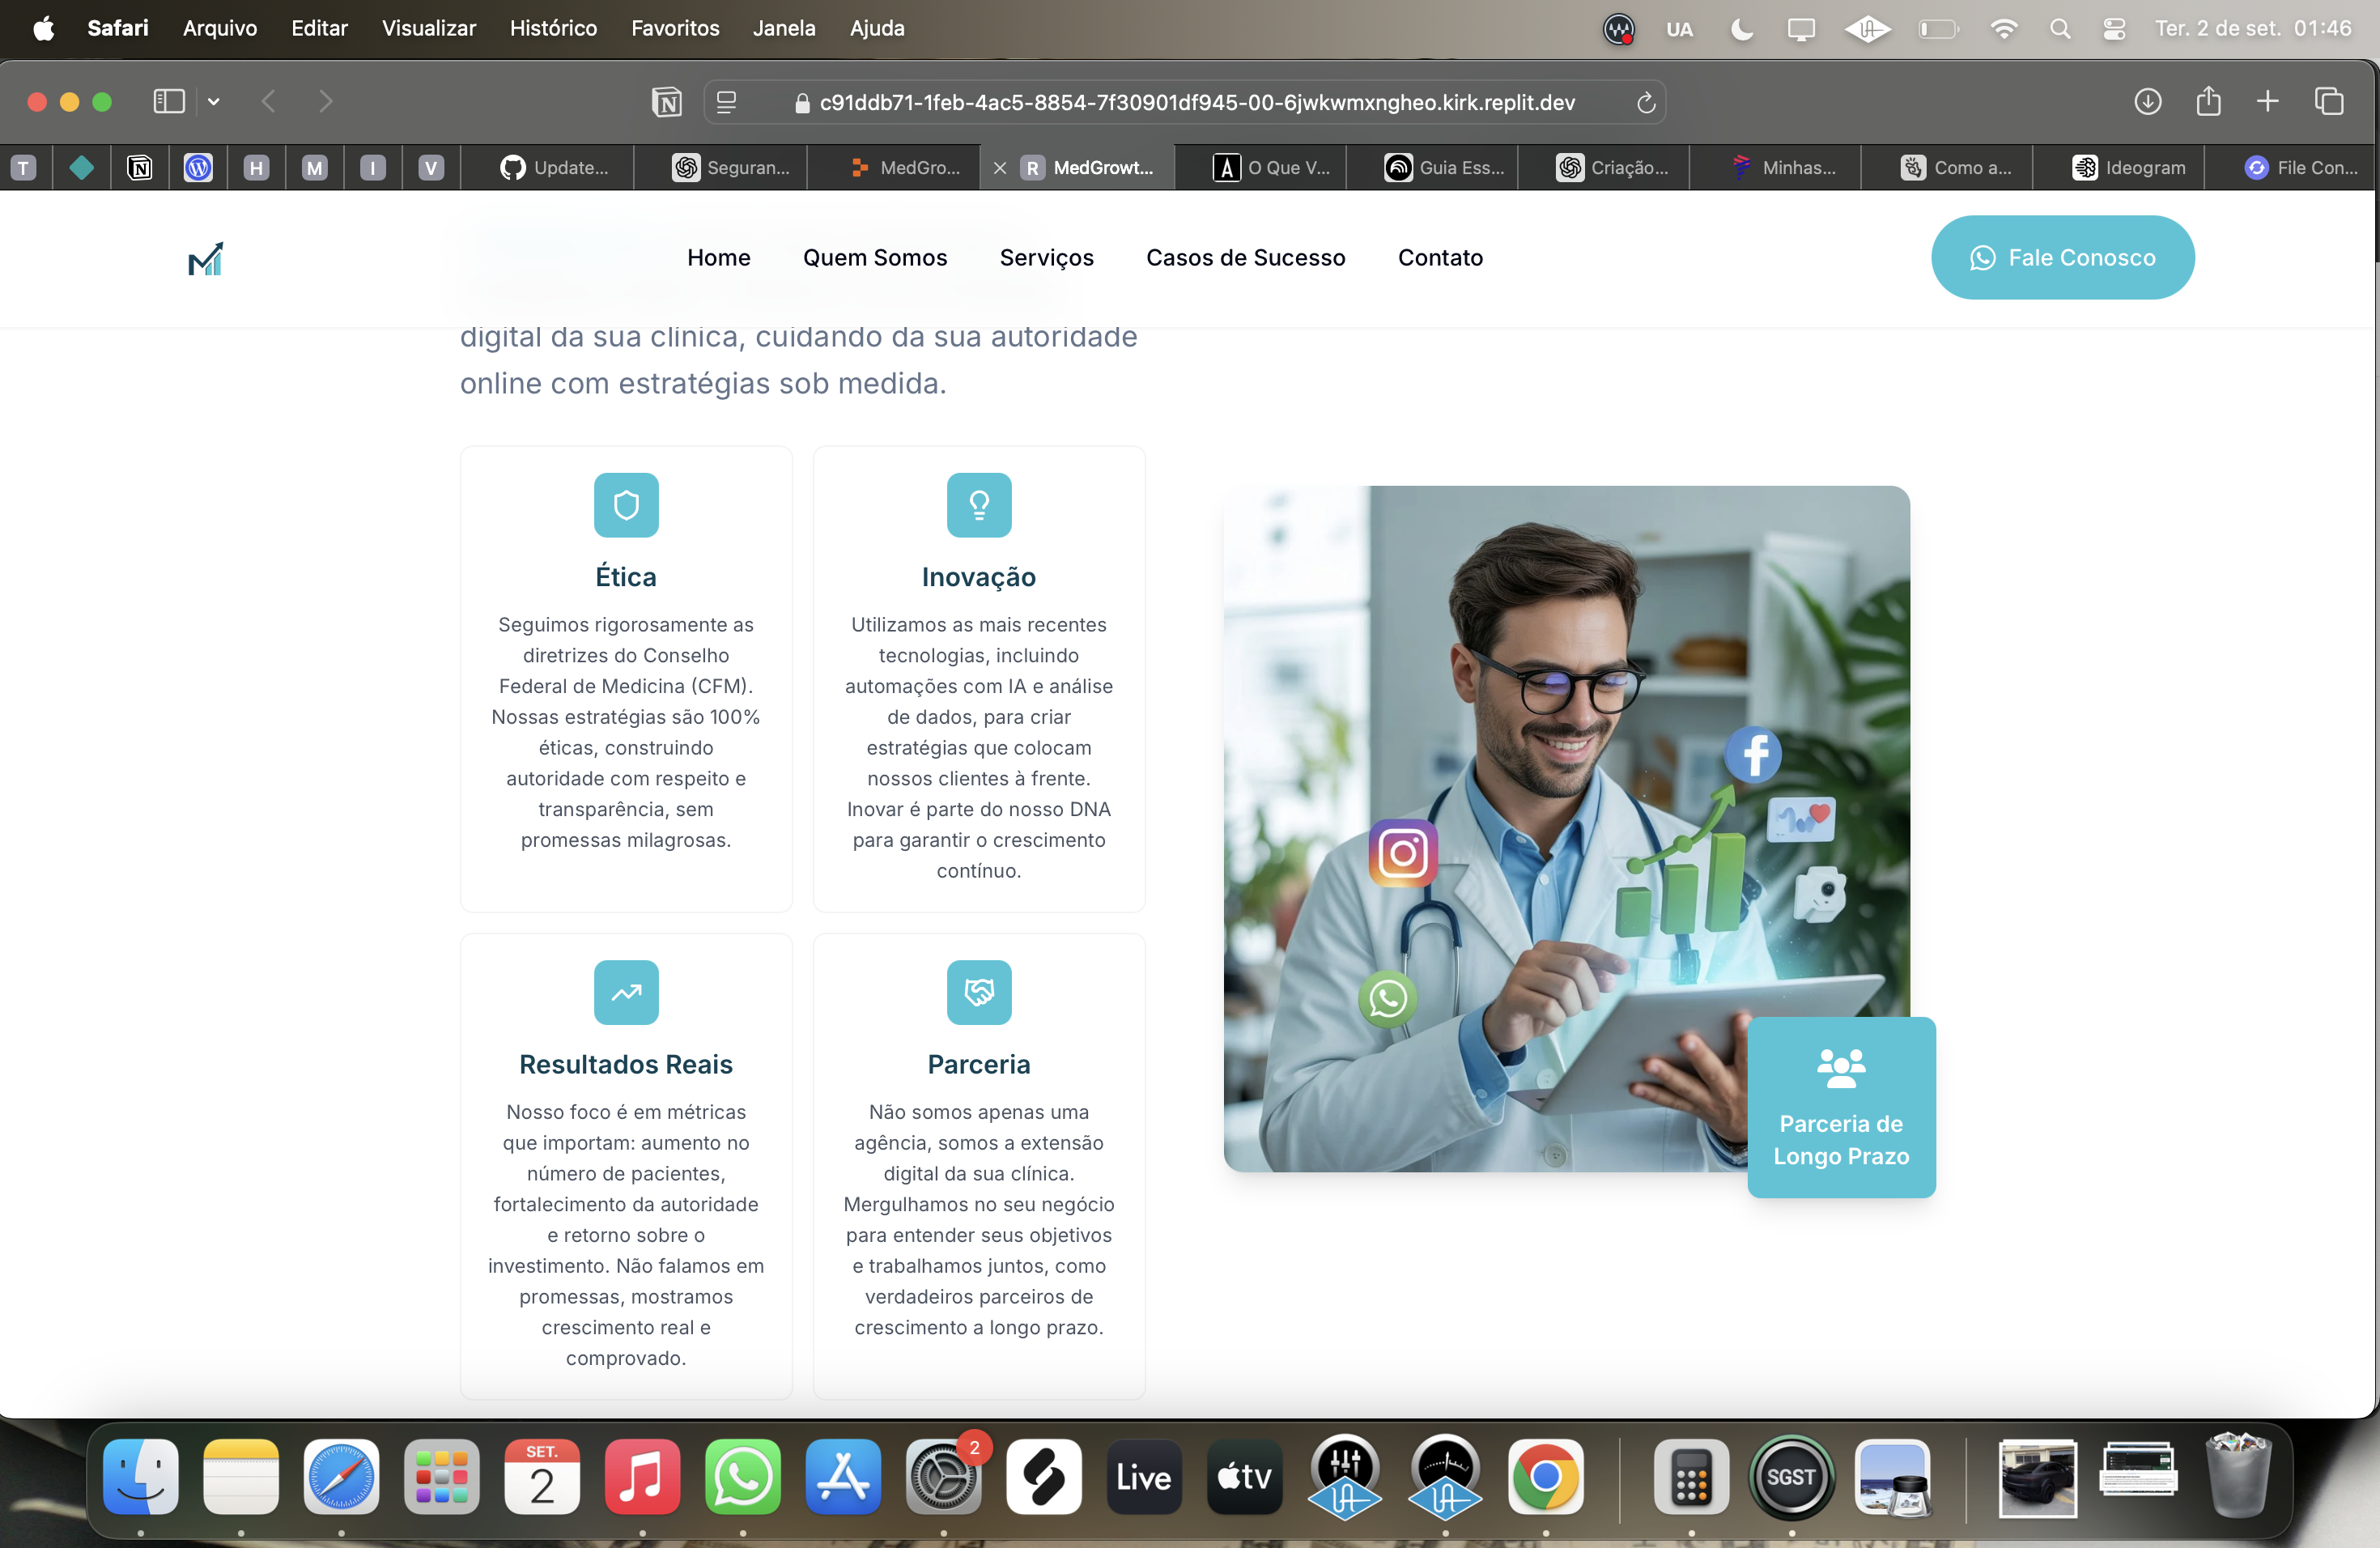 Safari Arquivo Editar Visualizar Histórico Favoritos Janela Ajuda UA Ter. 2 de set. 01:46
c91ddb71-1feb-4ac5-8854-7f30901df945-00-6jwkwmxngheo.kirk.replit.dev
T N W H M I V Update... Seguran... MedGro... R MedGrowt... A O Que V... Guia Ess... Criação... Minhas... Como a... Ideogram File Con...
Home Quem Somos Serviços Casos de Sucesso Contato Fale Conosco
digital da sua clínica, cuidando da sua autoridade
online com estratégias sob medida.
Ética
Seguimos rigorosamente as
diretrizes do Conselho
Federal de Medicina (CFM).
Nossas estratégias são 100%
éticas, construindo
autoridade com respeito e
transparência, sem
promessas milagrosas.
Inovação
Utilizamos as mais recentes
tecnologias, incluindo
automações com IA e análise
de dados, para criar
estratégias que colocam
nossos clientes à frente.
Inovar é parte do nosso DNA
para garantir o crescimento
contínuo.
Resultados Reais
Nosso foco é em métricas
que importam: aumento no
número de pacientes,
fortalecimento da autoridade
e retorno sobre o
investimento. Não falamos em
promessas, mostramos
crescimento real e
comprovado.
Parceria
Não somos apenas uma
agência, somos a extensão
digital da sua clínica.
Mergulhamos no seu negócio
para entender seus objetivos
e trabalhamos juntos, como
verdadeiros parceiros de
crescimento a longo prazo.
Parceria de
Longo Prazo
SET.
2
2
Live
tv
SGST